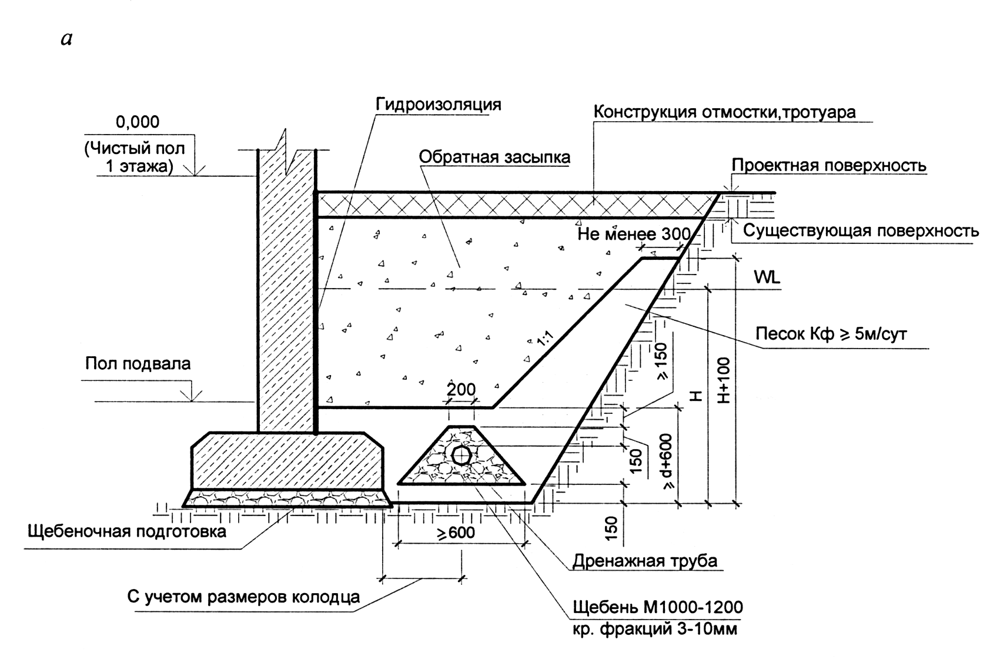 а
Гидроизоляция
Конструкция отмостки,тротуара
0,000
(Чистый пол
1 этажа)
Обратная засыпка
Проектная поверхность
Существующая поверхность
Не менее 300
WL
Песок Кф ⩾ 5м/сут
1:1
⩾150
Н+100
Н
Пол подвала
200
150
⩾ d+600
150
Щебеночная подготовка
⩾600
Дренажная труба
С учетом размеров колодца
Щебень М1000-1200
кр. фракций 3-10мм